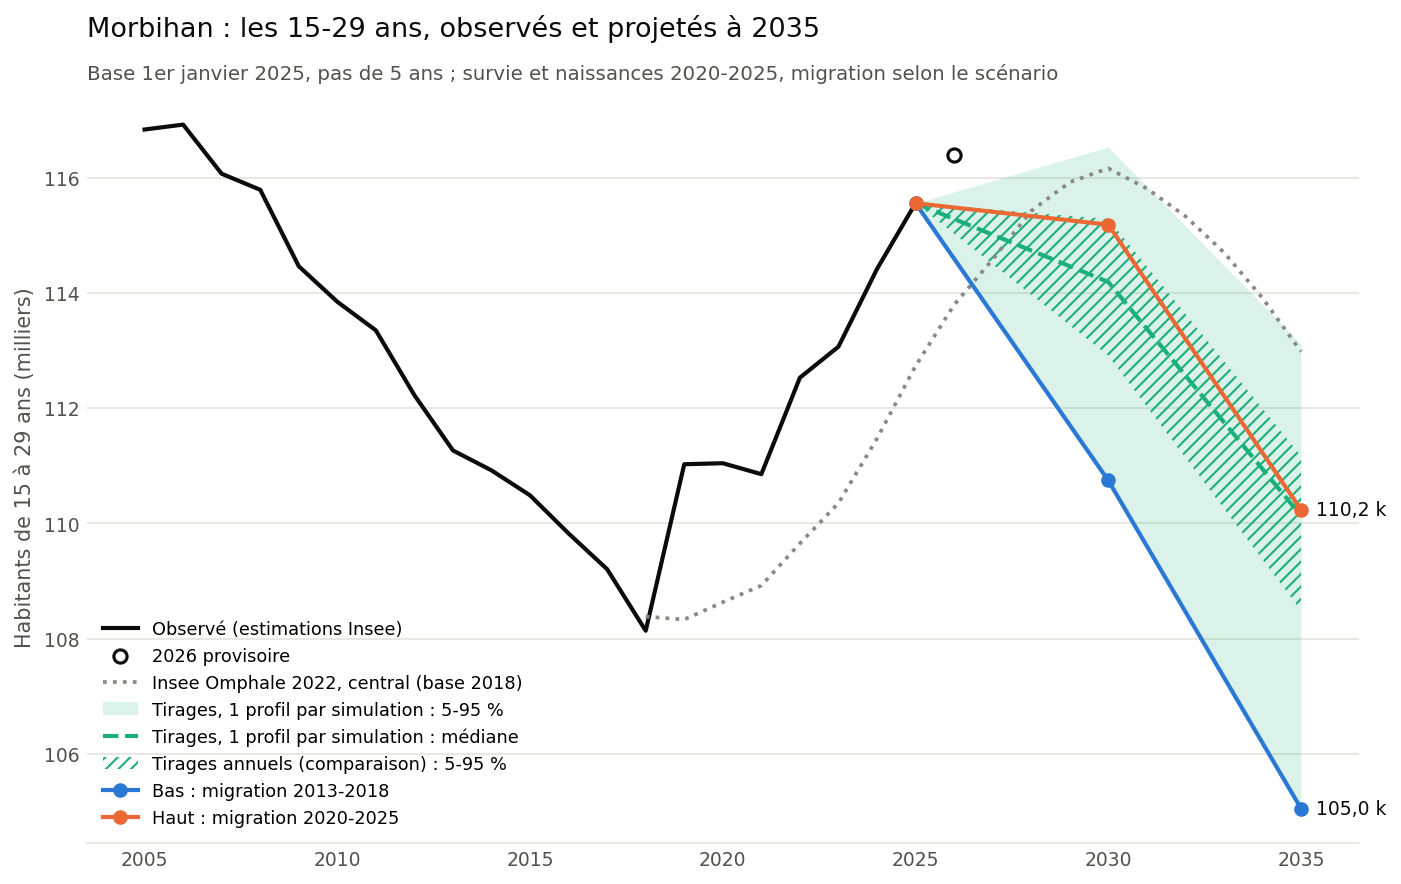 Morbihan : les 15-29 ans, observés et projetés à 2035
Base 1er janvier 2025, pas de 5 ans ; survie et naissances 2020-2025, migration selon le scénario
Habitants de 15 à 29 ans (milliers)
116
114
112
110
108
106
110,2 k
105,0 k
Observé (estimations Insee)
2026 provisoire
Insee Omphale 2022, central (base 2018)
Tirages, 1 profil par simulation : 5-95 %
Tirages, 1 profil par simulation : médiane
Tirages annuels (comparaison) : 5-95 %
Bas : migration 2013-2018
Haut : migration 2020-2025
2005
2010
2015
2020
2025
2030
2035